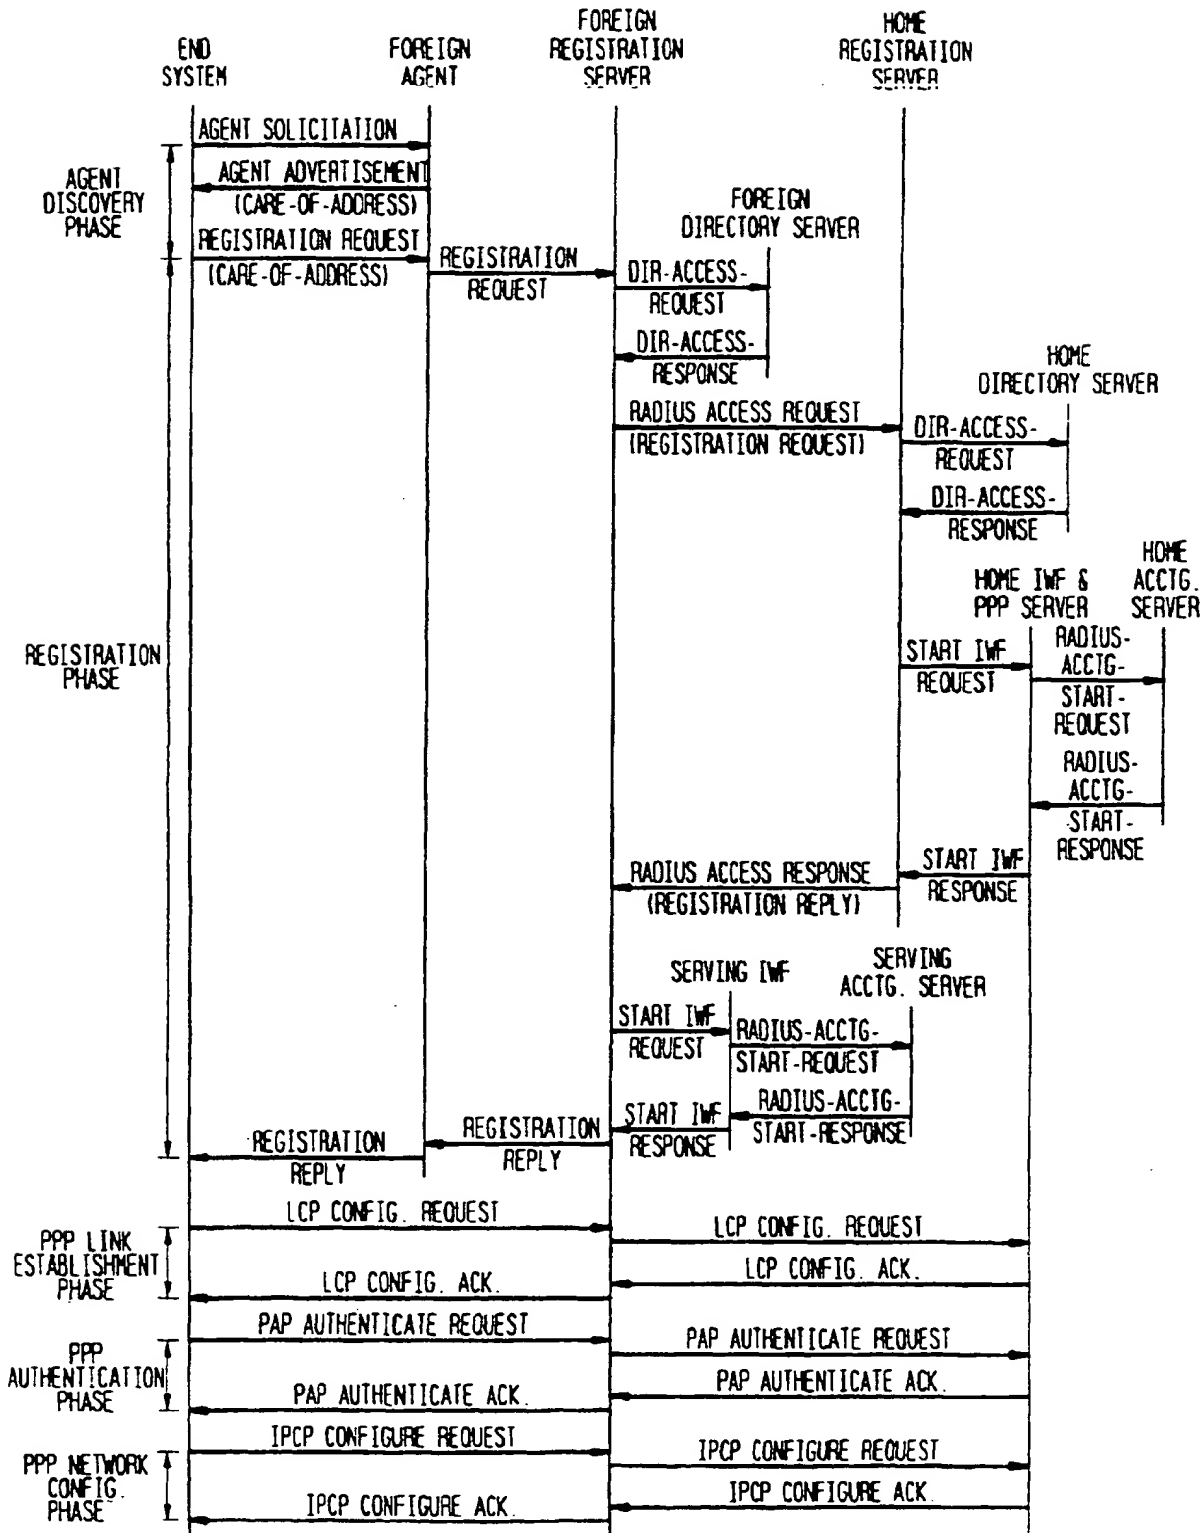 END
SYSTEM
FOREIGN
AGENT
FOREIGN
REGISTRATION
SERVER
HOME
REGISTRATION
SERVER
AGENT SOLICITATION
AGENT ADVERTISEMENT
(CARE-OF-ADDRESS)
AGENT
DISCOVERY
PHASE
REGISTRATION REQUEST
(CARE-OF-ADDRESS)
REGISTRATION
REQUEST
FOREIGN
DIRECTORY SERVER
DIR-ACCESS-
REQUEST
DIR-ACCESS-
RESPONSE
HOME
DIRECTORY SERVER
RADIUS ACCESS REQUEST
(REGISTRATION REQUEST)
DIR-ACCESS-
REQUEST
DIR-ACCESS-
RESPONSE
HOME IWF &
PPP SERVER
HOME
ACCTG.
SERVER
REGISTRATION
PHASE
START IWF
REQUEST
RADIUS-
ACCTG-
START-
REQUEST
RADIUS-
ACCTG-
START-
RESPONSE
START IWF
RESPONSE
RADIUS ACCESS RESPONSE
(REGISTRATION REPLY)
SERVING IWF
SERVING
ACCTG. SERVER
START IWF
REQUEST
RADIUS-ACCTG-
START-REQUEST
RADIUS-ACCTG-
START-RESPONSE
START IWF
RESPONSE
REGISTRATION
REPLY
REGISTRATION
REPLY
LCP CONFIG. REQUEST
LCP CONFIG. REQUEST
PPP LINK
ESTABLISHMENT
PHASE
LCP CONFIG. ACK.
LCP CONFIG. ACK.
PAP AUTHENTICATE REQUEST
PAP AUTHENTICATE REQUEST
PPP
AUTHENTICATION
PHASE
PAP AUTHENTICATE ACK.
PAP AUTHENTICATE ACK.
IPCP CONFIGURE REQUEST
IPCP CONFIGURE REQUEST
PPP NETWORK
CONFIG.
PHASE
IPCP CONFIGURE ACK.
IPCP CONFIGURE ACK.